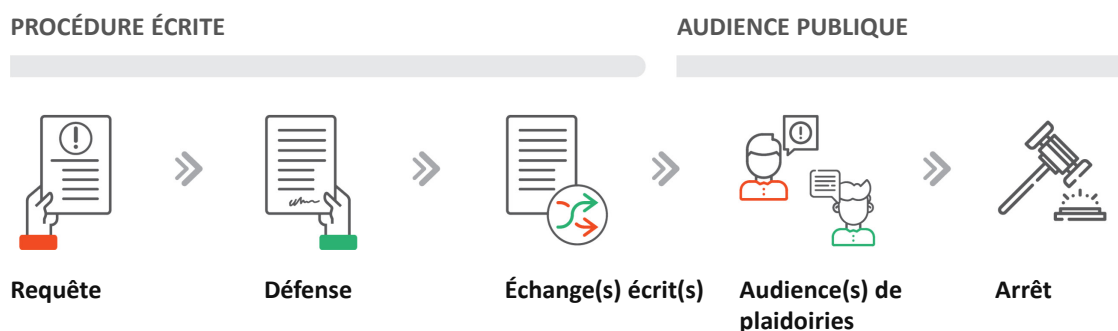 PROCÉDURE ÉCRITE
AUDIENCE PUBLIQUE
Requête
Défense
Échange(s) écrit(s)
Audience(s) de
plaidoiries
Arrêt